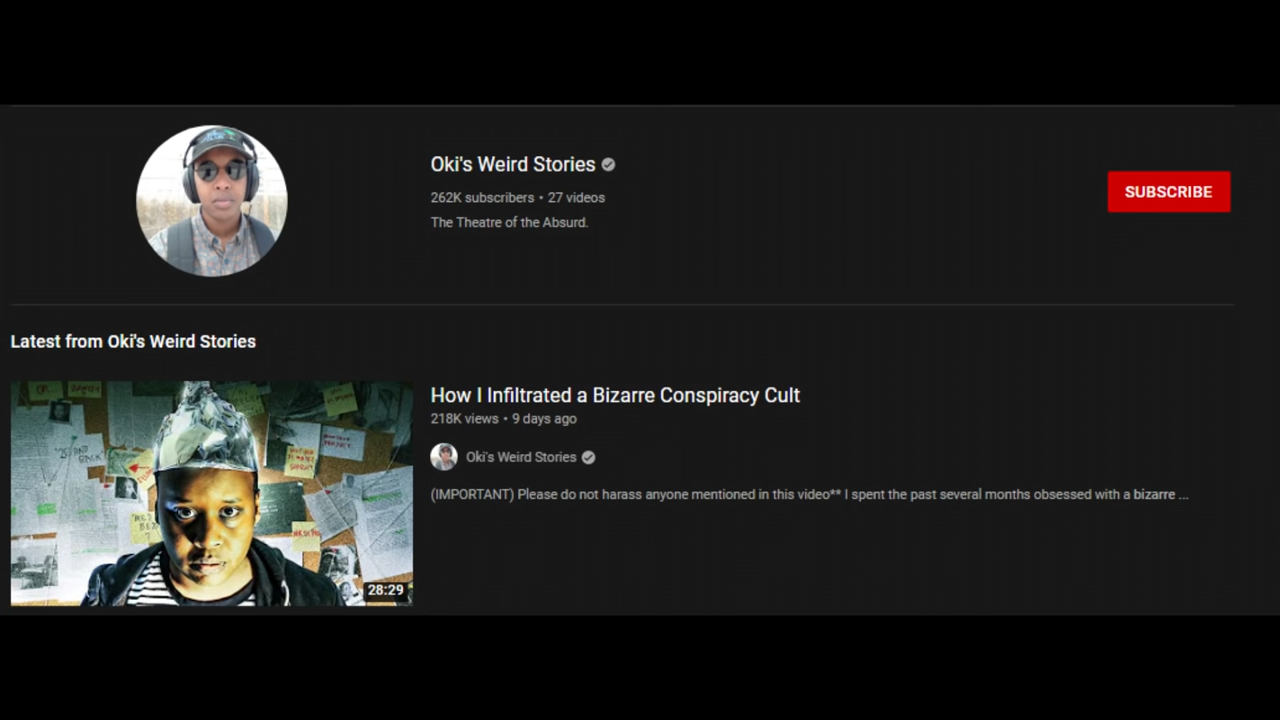 Oki's Weird Stories
262K subscribers • 27 videos
The Theatre of the Absurd.
SUBSCRIBE
Latest from Oki's Weird Stories
How I Infiltrated a Bizarre Conspiracy Cult
218K views • 9 days ago
Oki's Weird Stories
(IMPORTANT) Please do not harass anyone mentioned in this video** I spent the past several months obsessed with a bizarre ...
28:29